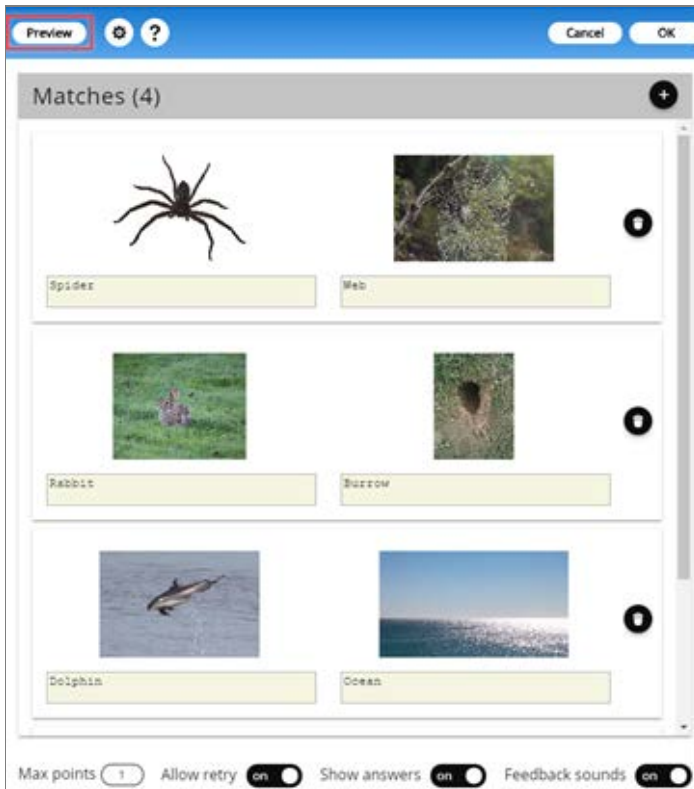 Preview ? Cancel OK
Matches (4) +
Spider Web
Rabbit Burrow
Dolphin Ocean
Max points 1 Allow retry on Show answers on Feedback sounds on